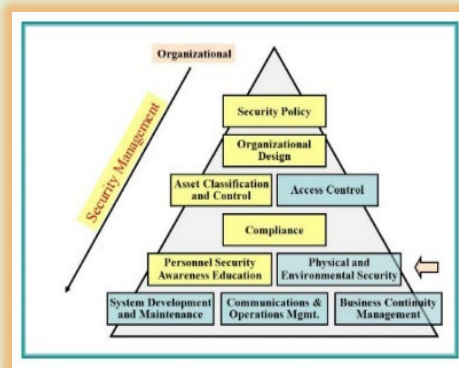 Organizational
Security Management
Security Policy
Organizational
Design
Asset Classification
and Control
Access Control
Compliance
Personnel Security
Awareness Education
Physical and
Environmental Security
System Development
and Maintenance
Communications &
Operations Mgmt.
Business Continuity
Management